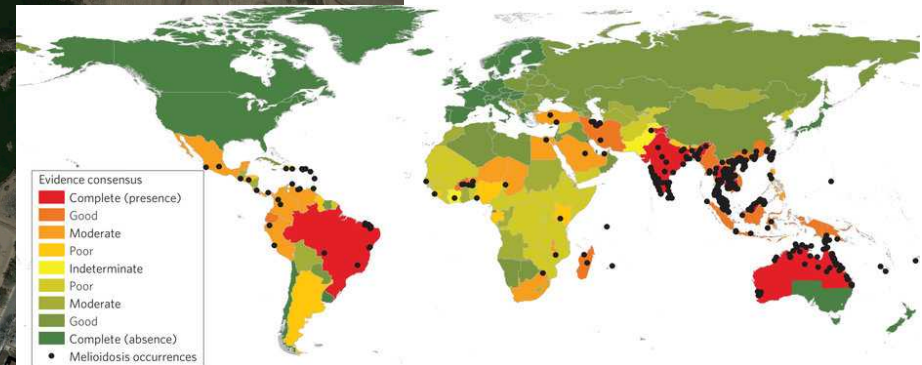 Evidence consensus
Complete (presence)
Good
Moderate
Poor
Indeterminate
Poor
Moderate
Good
Complete (absence)
Melioidosis occurrences